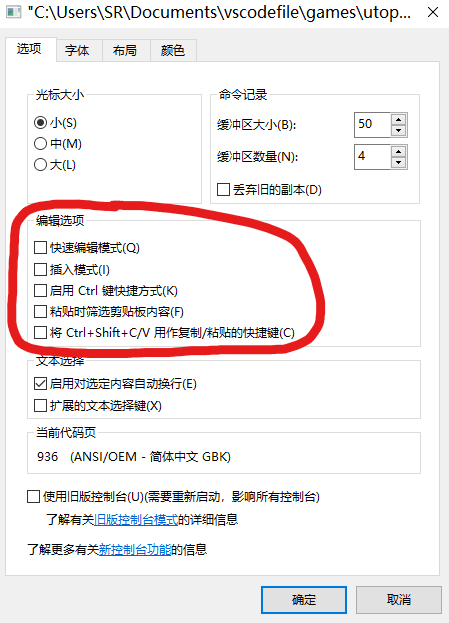 "C:\Users\SR\Documents\vscodefile\games\utop...
选项 字体 布局 颜色
光标大小
小(S)
中(M)
大(L)
命令记录
缓冲区大小(B): 50
缓冲区数量(N): 4
丢弃旧的副本(D)
编辑选项
快速编辑模式(Q)
插入模式(I)
启用 Ctrl 键快捷方式(K)
粘贴时筛选剪贴板内容(F)
将 Ctrl+Shift+C/V 用作复制/粘贴的快捷键(C)
文本选择
启用对选定内容自动换行(E)
扩展的文本选择键(X)
当前代码页
936 (ANSI/OEM - 简体中文 GBK)
使用旧版控制台(U)(需要重新启动，影响所有控制台)
了解有关旧版控制台模式的详细信息
了解更多有关新控制台功能的信息
确定 取消